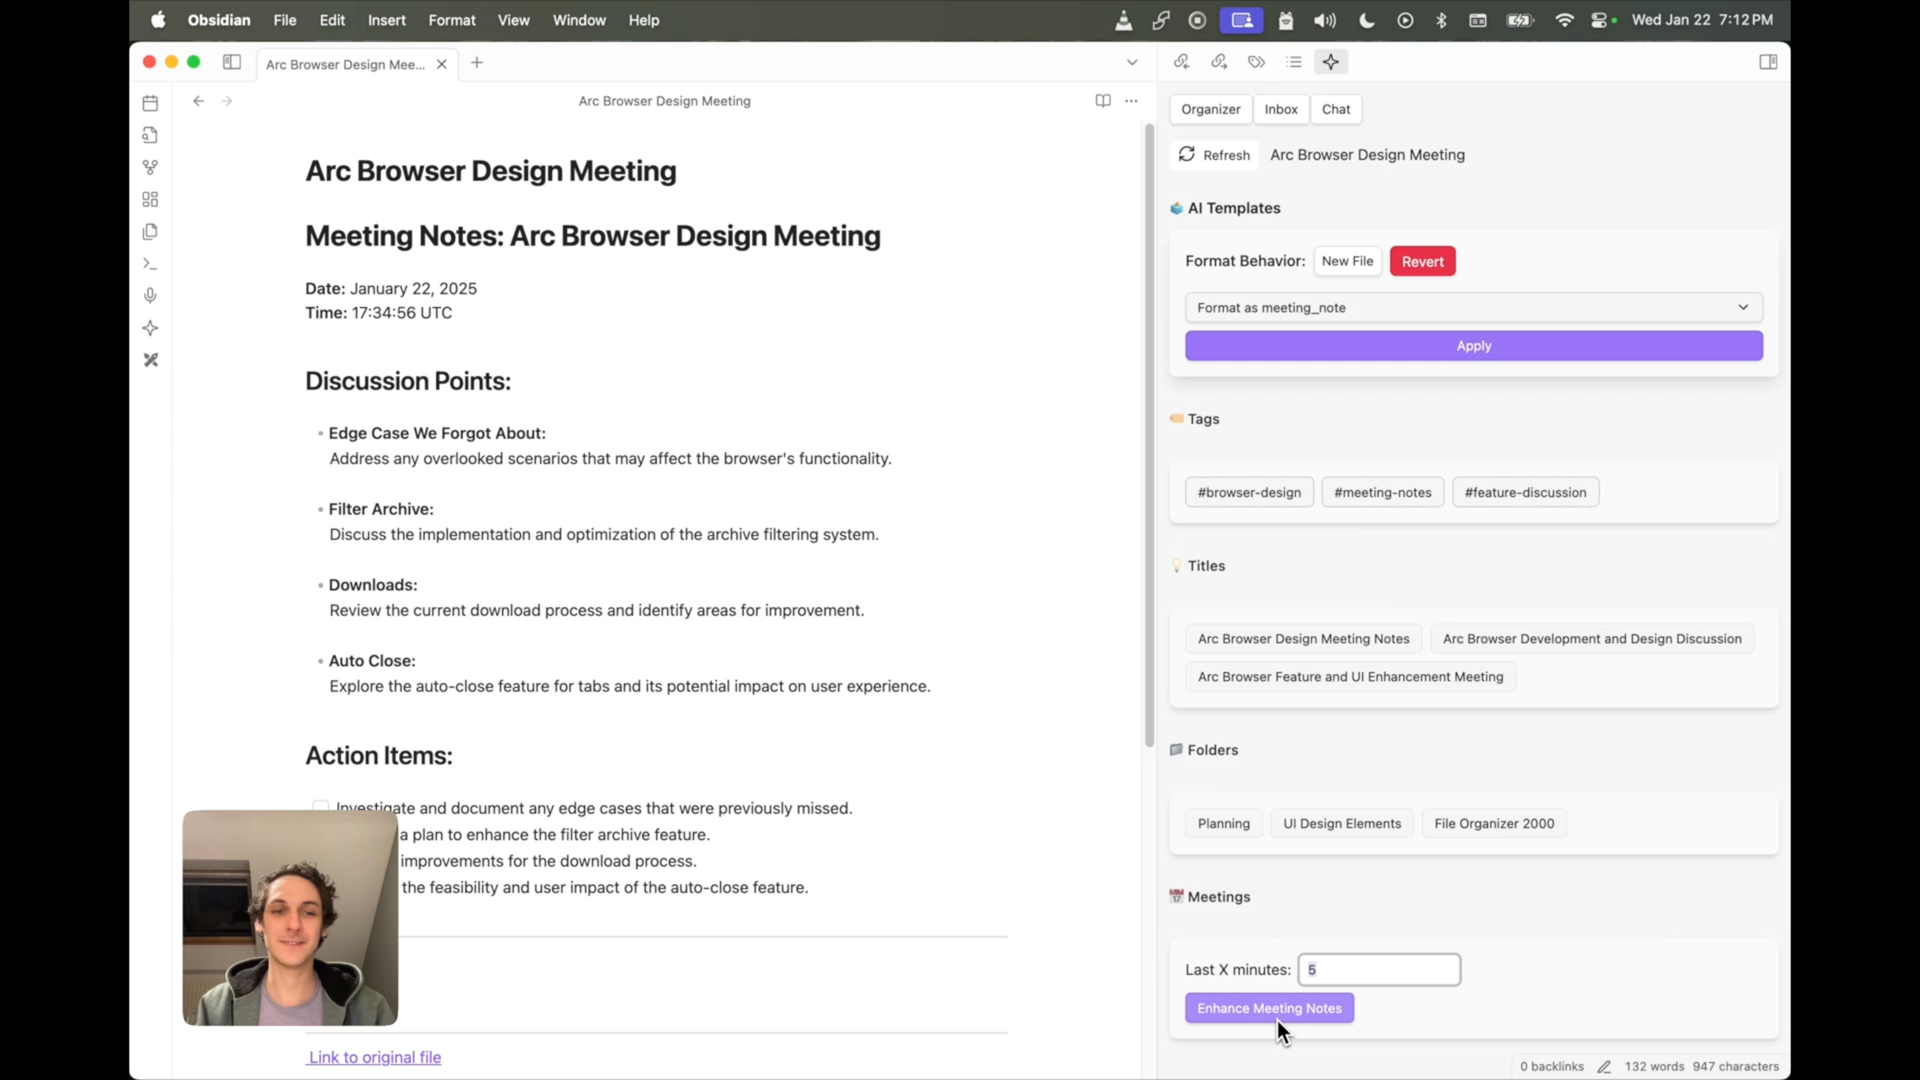 Obsidian File Edit Insert Format View Window Help
Wed Jan 22 7:12 PM
Arc Browser Design Mee...
Arc Browser Design Meeting
Arc Browser Design Meeting
Meeting Notes: Arc Browser Design Meeting
Date: January 22, 2025
Time: 17:34:56 UTC
Discussion Points:
Edge Case We Forgot About:
Address any overlooked scenarios that may affect the browser's functionality.
Filter Archive:
Discuss the implementation and optimization of the archive filtering system.
Downloads:
Review the current download process and identify areas for improvement.
Auto Close:
Explore the auto-close feature for tabs and its potential impact on user experience.
Action Items:
Investigate and document any edge cases that were previously missed.
a plan to enhance the filter archive feature.
improvements for the download process.
the feasibility and user impact of the auto-close feature.
Link to original file
Organizer Inbox Chat
Refresh Arc Browser Design Meeting
AI Templates
Format Behavior: New File Revert
Format as meeting_note
Apply
Tags
#browser-design #meeting-notes #feature-discussion
Titles
Arc Browser Design Meeting Notes Arc Browser Development and Design Discussion
Arc Browser Feature and UI Enhancement Meeting
Folders
Planning UI Design Elements File Organizer 2000
Meetings
Last X minutes: 5
Enhance Meeting Notes
0 backlinks 132 words 947 characters